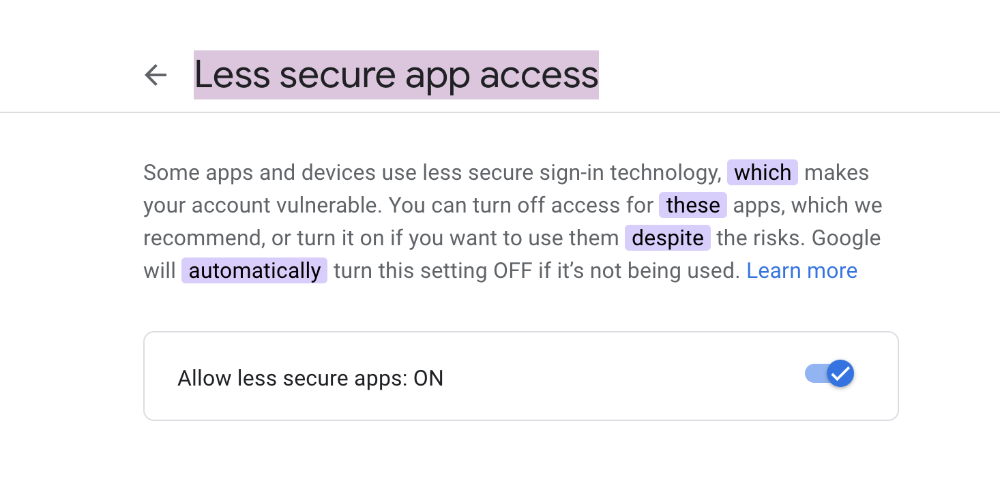 Less secure app access
Some apps and devices use less secure sign-in technology, which makes
your account vulnerable. You can turn off access for these apps, which we
recommend, or turn it on if you want to use them despite the risks. Google
will automatically turn this setting OFF if it’s not being used. Learn more
Allow less secure apps: ON